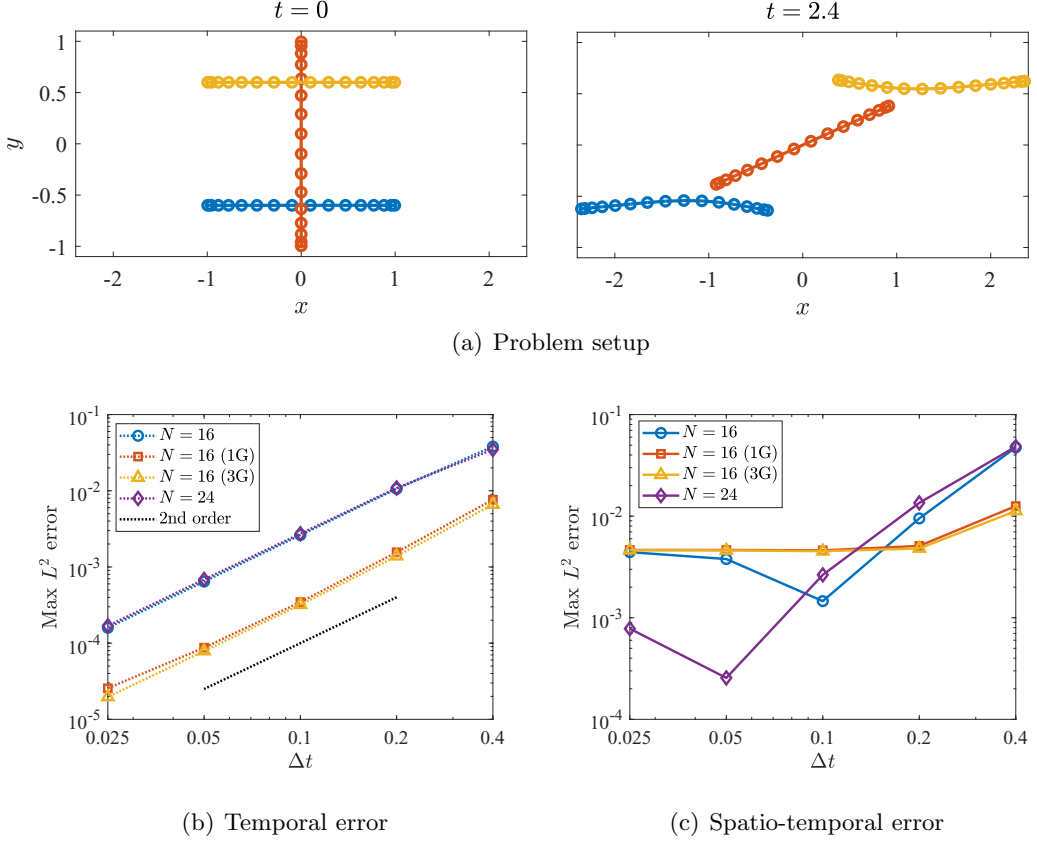 t = 0
t = 2.4
1
0.5
0
-0.5
-1
y
-2
-1
0
1
2
x
-2
-1
0
1
2
x
(a) Problem setup
10^-1
10^-2
10^-3
10^-4
10^-5
Max L^2 error
N = 16
N = 16 (1G)
N = 16 (3G)
N = 24
2nd order
0.025
0.05
0.1
0.2
0.4
Δt
10^-1
10^-2
10^-3
10^-4
Max L^2 error
N = 16
N = 16 (1G)
N = 16 (3G)
N = 24
0.025
0.05
0.1
0.2
0.4
Δt
(b) Temporal error
(c) Spatio-temporal error